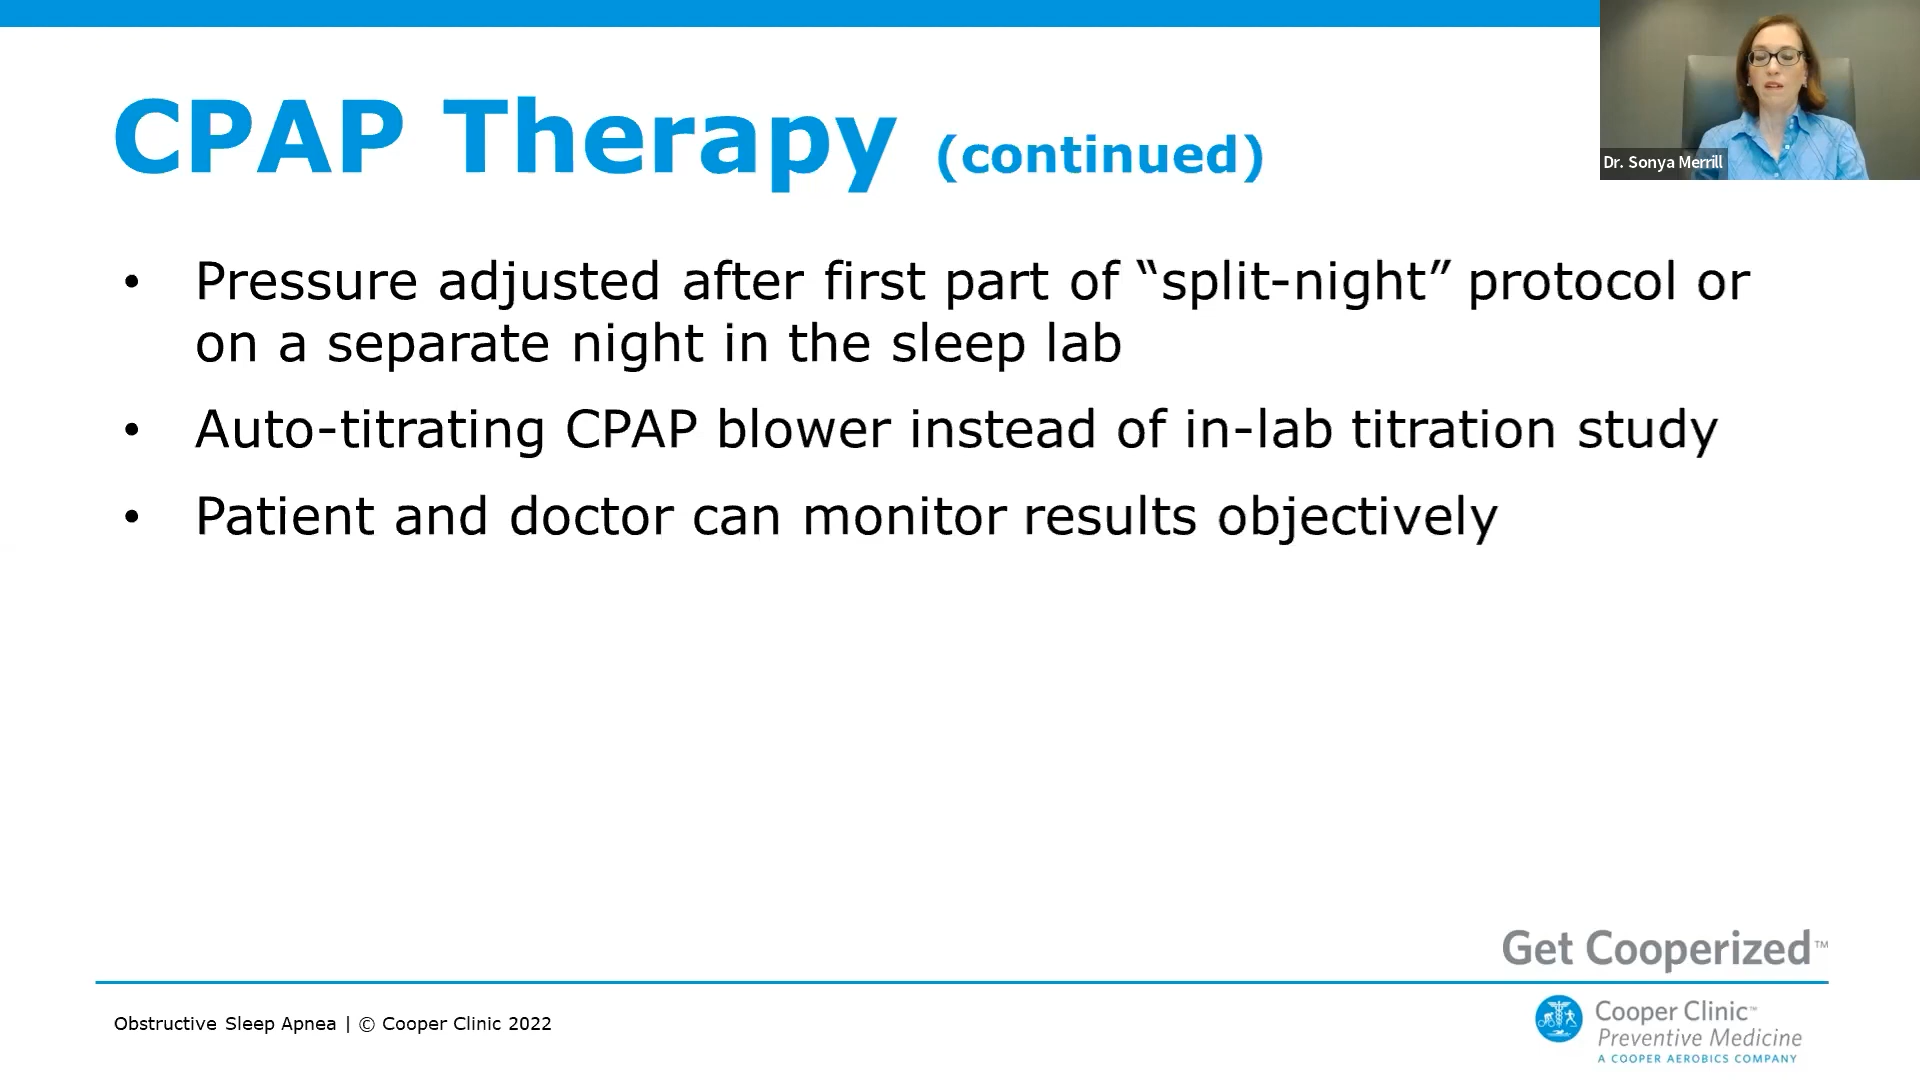 CPAP Therapy (continued)
Dr. Sonya Merrill
• Pressure adjusted after first part of “split-night” protocol or
on a separate night in the sleep lab
• Auto-titrating CPAP blower instead of in-lab titration study
• Patient and doctor can monitor results objectively
Get Cooperized™
Obstructive Sleep Apnea | © Cooper Clinic 2022
Cooper Clinic™
Preventive Medicine
A COOPER AEROBICS COMPANY